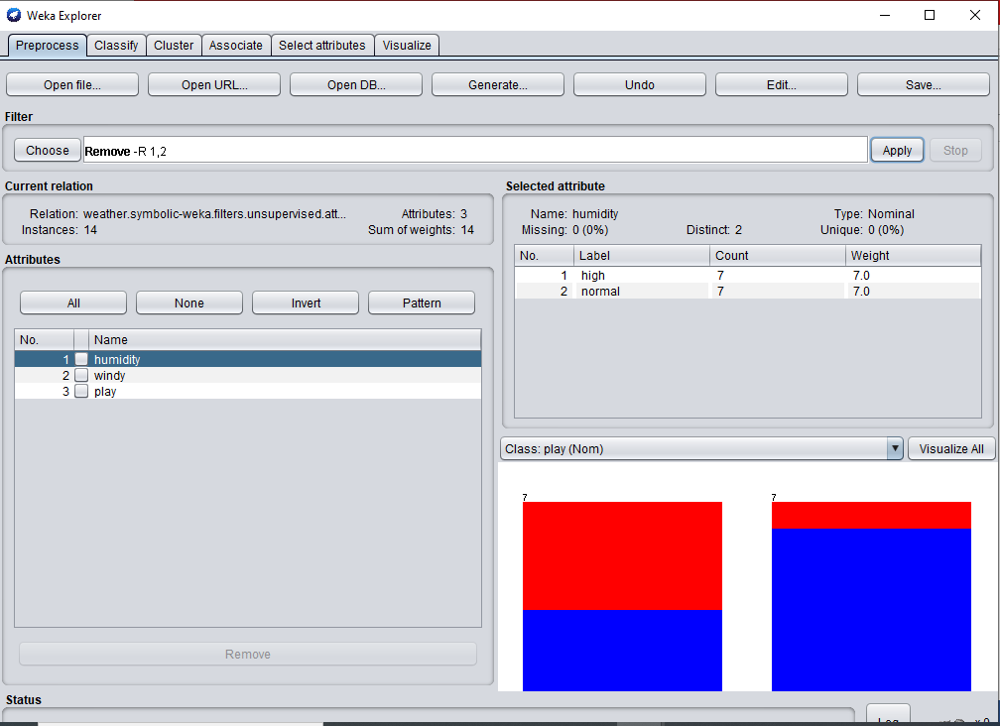 Weka Explorer
Preprocess Classify Cluster Associate Select attributes Visualize
Open file... Open URL... Open DB... Generate... Undo Edit... Save...
Filter
Choose Remove -R 1,2 Apply Stop
Current relation
Relation: weather.symbolic-weka.filters.unsupervised.att... Attributes: 3
Instances: 14 Sum of weights: 14
Attributes
All None Invert Pattern
No. Name
1 humidity
2 windy
3 play
Remove
Selected attribute
Name: humidity Type: Nominal
Missing: 0 (0%) Distinct: 2 Unique: 0 (0%)
No. Label Count Weight
1 high 7 7.0
2 normal 7 7.0
Class: play (Nom) Visualize All
7 7
Status
Log x 0